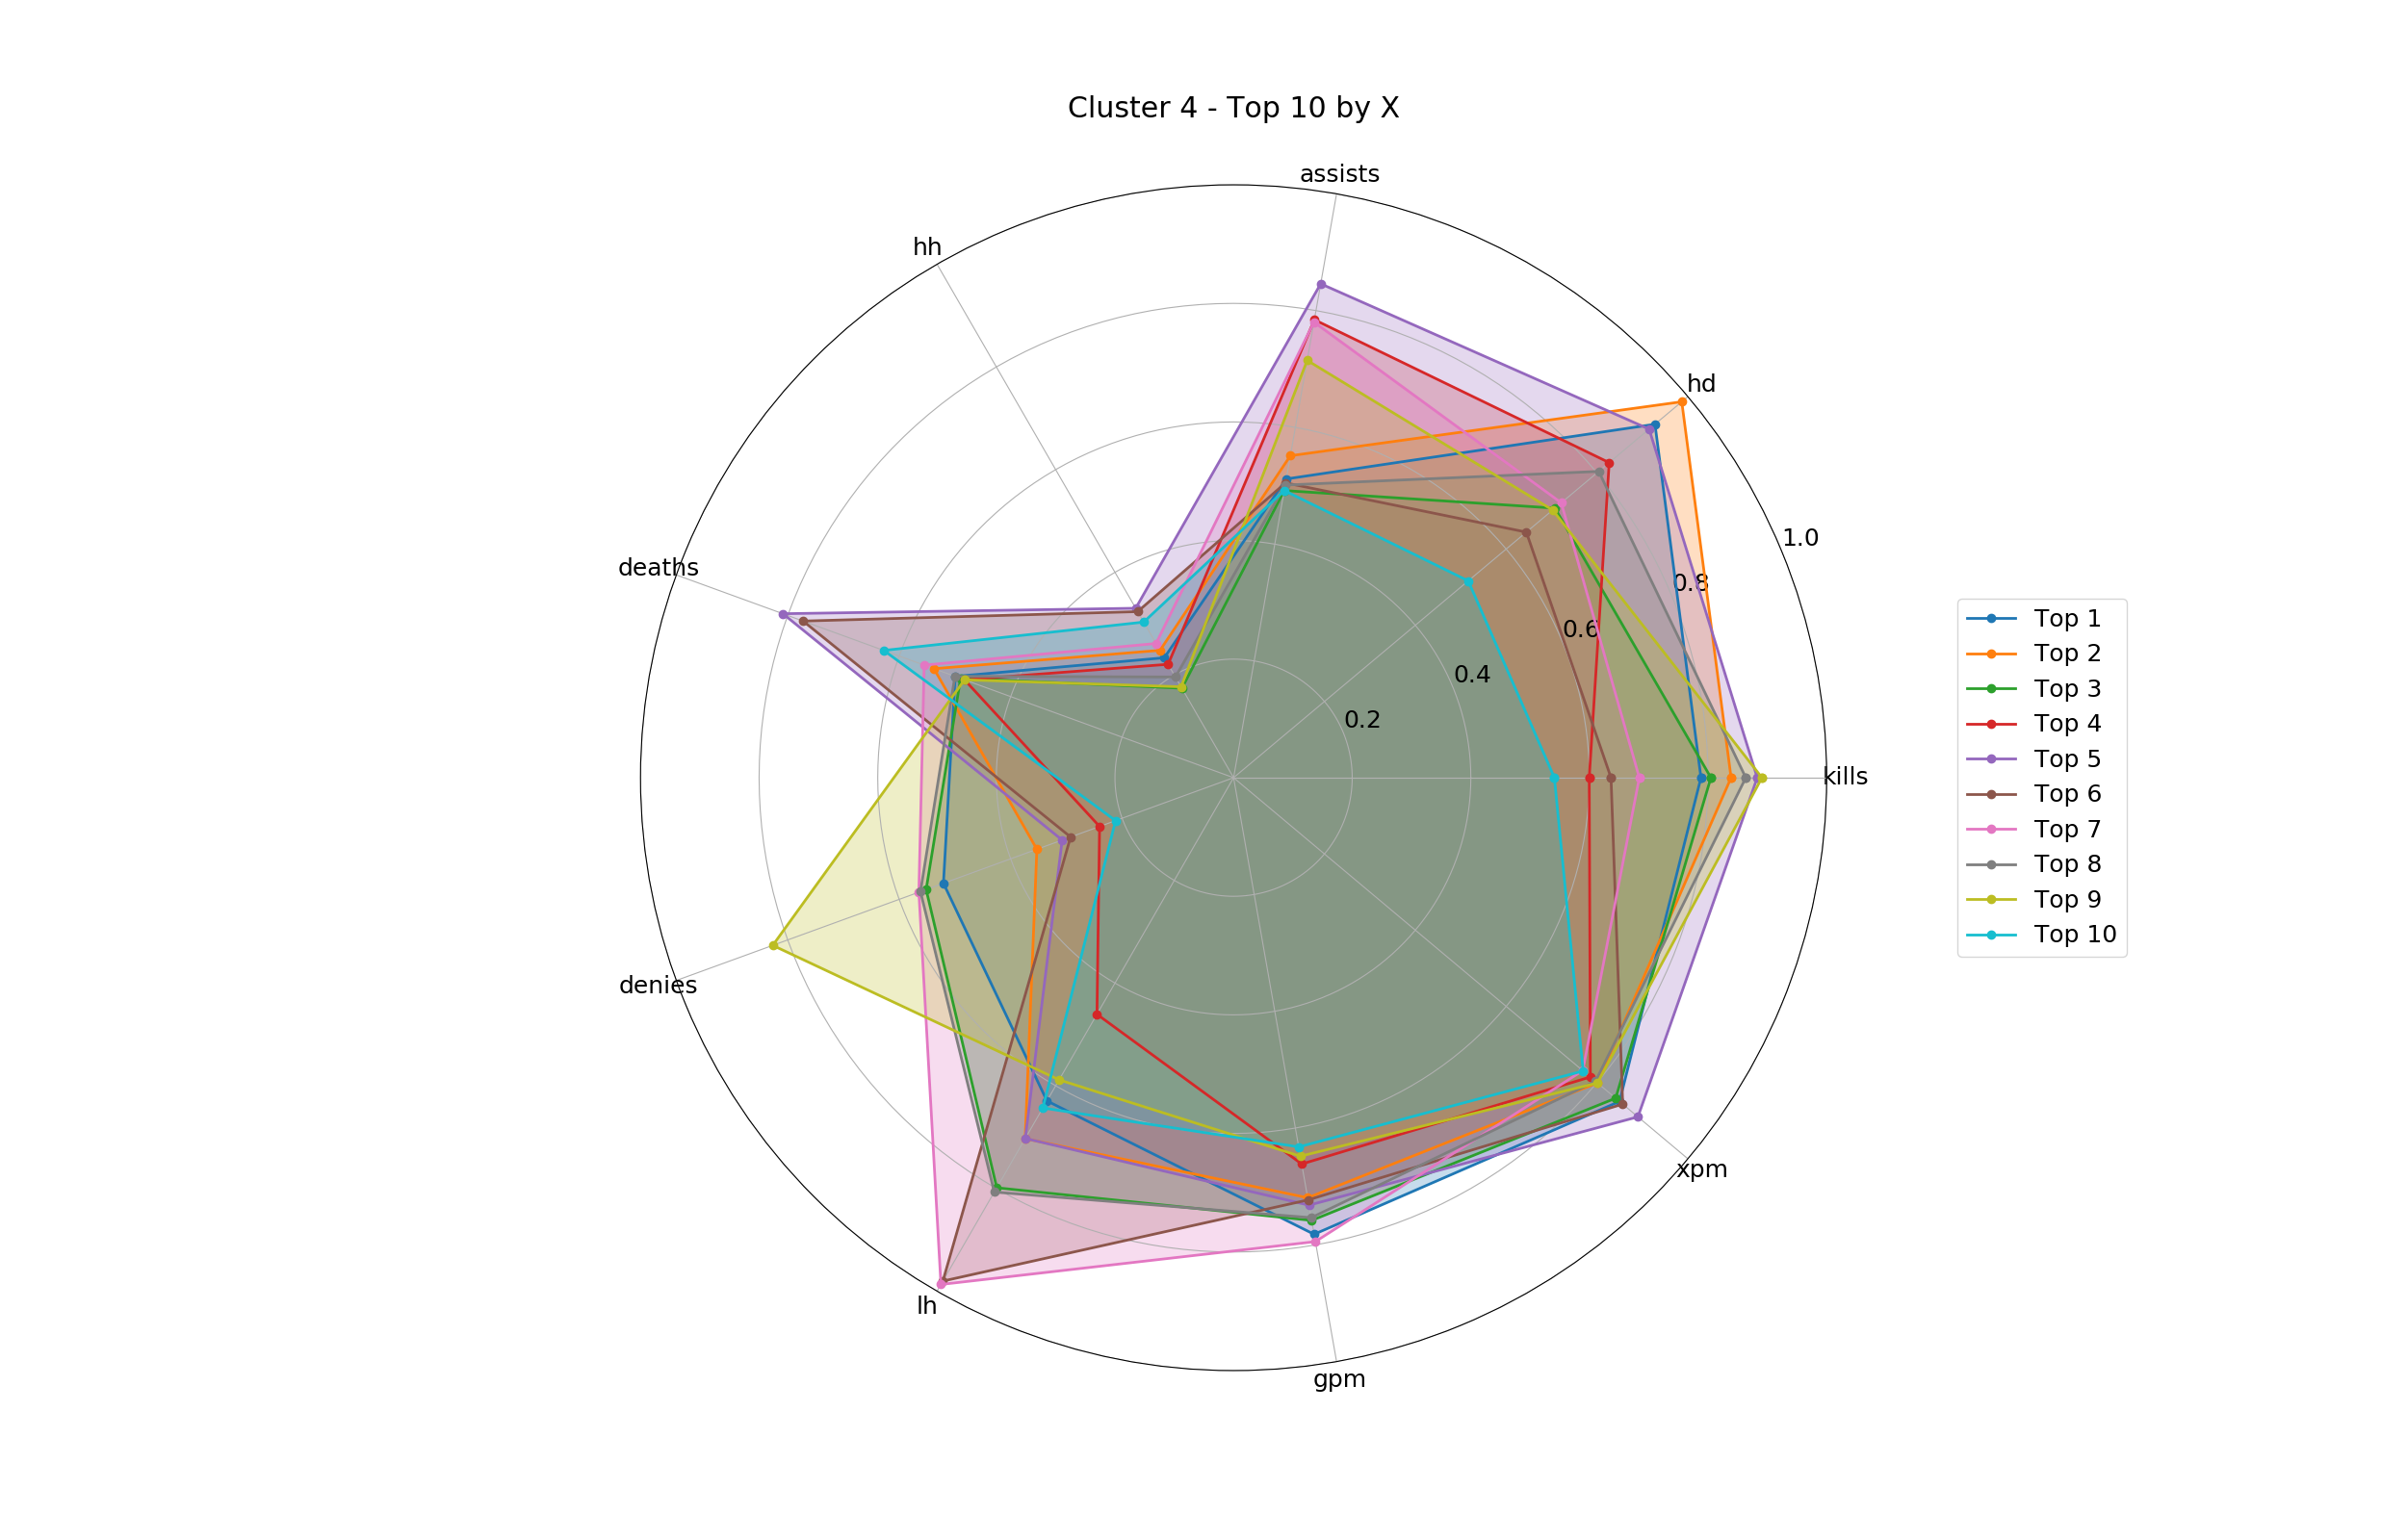 Cluster 4 - Top 10 by X
assists
hh
hd
deaths
1.0
0.8
0.6
0.4
0.2
kills
denies
xpm
lh
gpm
Top 1
Top 2
Top 3
Top 4
Top 5
Top 6
Top 7
Top 8
Top 9
Top 10